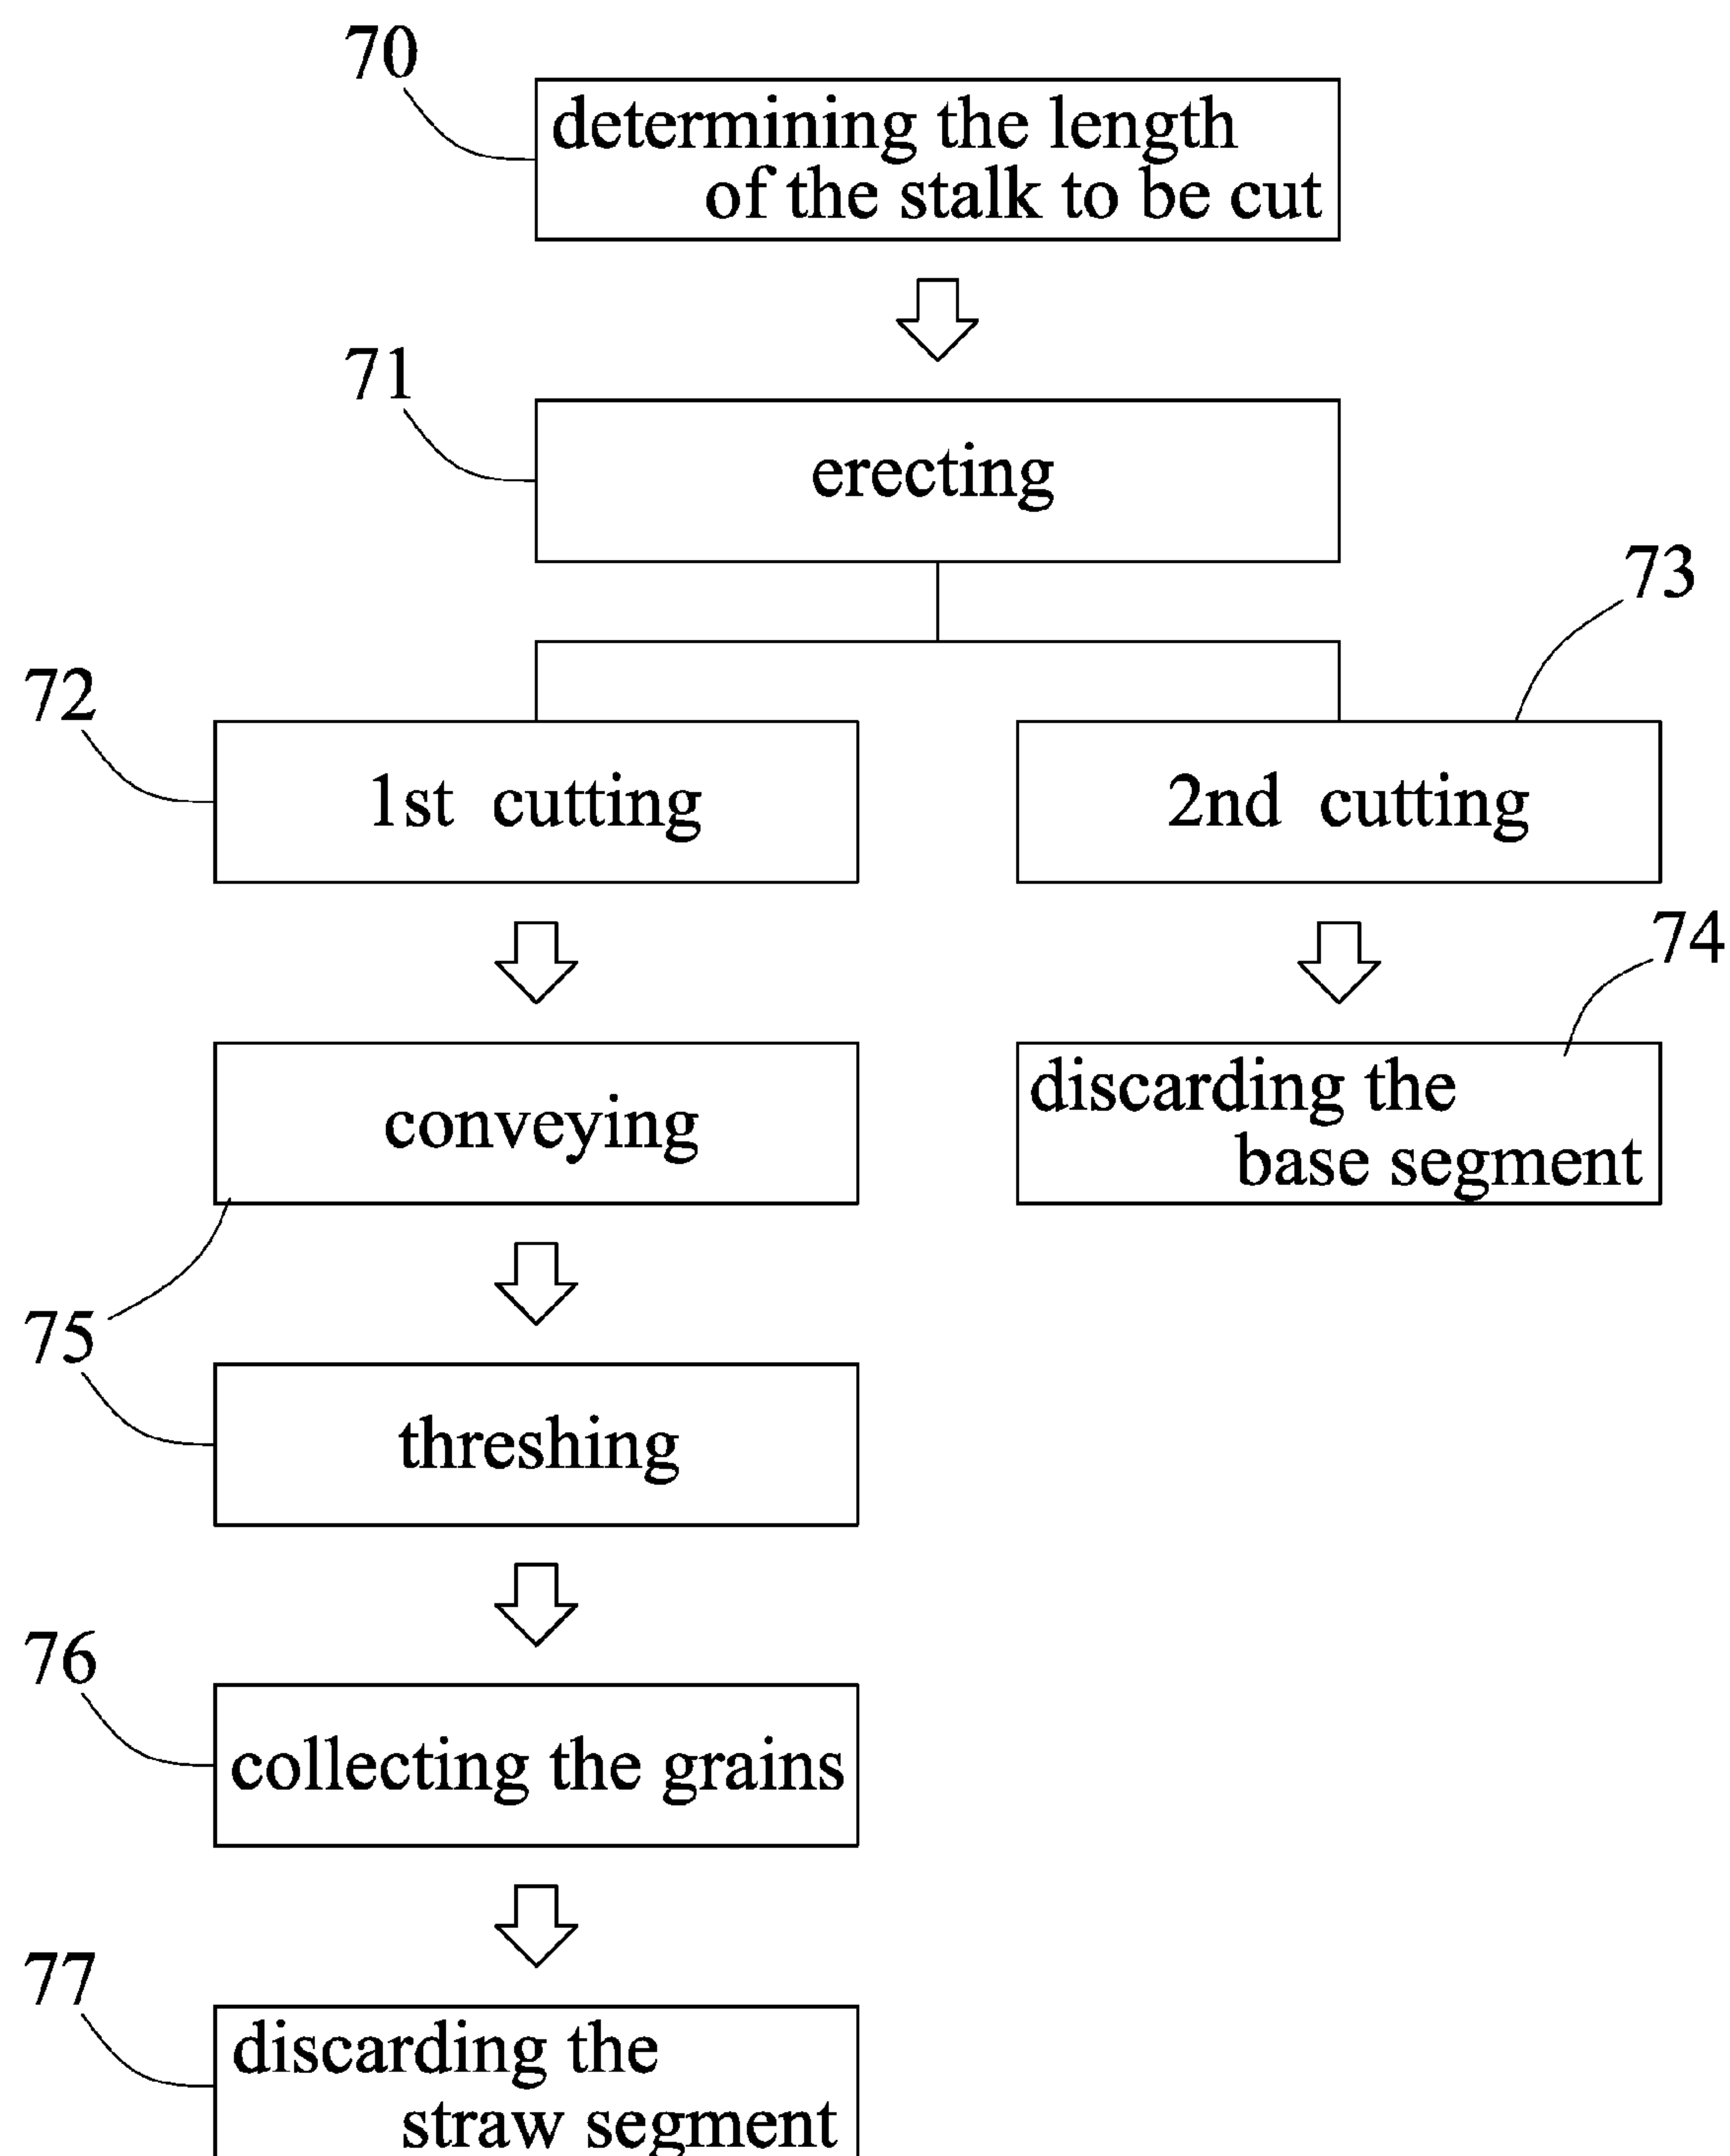 70
determining the length
of the stalk to be cut
71
erecting
73
72
1st cutting
2nd cutting
74
conveying
discarding the
base segment
75
threshing
76
collecting the grains
77
discarding the
straw segment